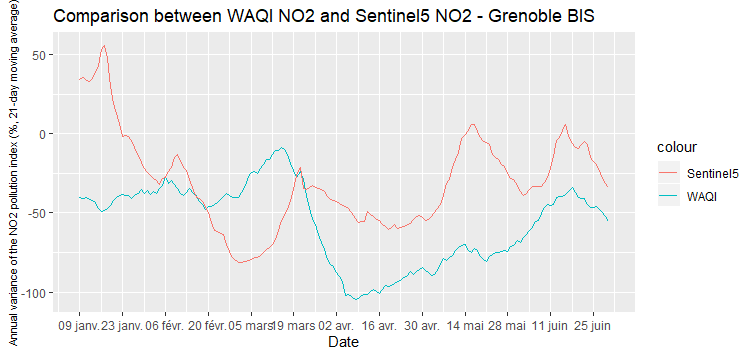 Comparison between WAQI NO2 and Sentinel5 NO2 - Grenoble BIS
Annual variance of the NO2 pollution index (%, 21-day moving average)
50
0
-50
-100
09 janv. 23 janv. 06 févr. 20 févr. 05 mars 19 mars 02 avr. 16 avr. 30 avr. 14 mai 28 mai 11 juin 25 juin
Date
colour
Sentinel5
WAQI